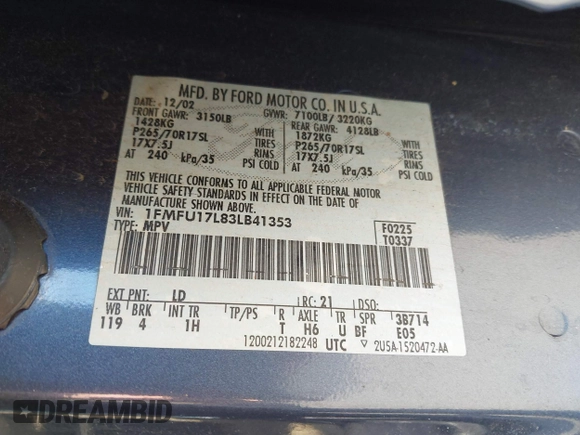 MFD. BY FORD MOTOR CO. IN U.S.A.
DATE: 12/02 GVWR: 7100LB/ 3220KG
FRONT GAWR: 3150LB REAR GAWR: 4128LB
1428KG WITH 1872KG WITH
P265/70R17SL TIRES P265/70R17SL TIRES
17X7.5J RIMS 17X7.5J RIMS
AT 240 kPa/35 PSI COLD AT 240 kPa/35 PSI COLD
THIS VEHICLE CONFORMS TO ALL APPLICABLE FEDERAL MOTOR
VEHICLE SAFETY STANDARDS IN EFFECT ON THE DATE OF
MANUFACTURE SHOWN ABOVE.
VIN: 1FMFU17L83LB41353 F0225
TYPE: MPV T0337
EXT PNT: LD RC: 21 DSO:
WB BRK INT TR TP/PS R AXLE TR SPR 3B714
119 4 1H T H6 U BF E05
1200212182248 UTC ▽ 2U5A-1520472-AA
DREAMBID